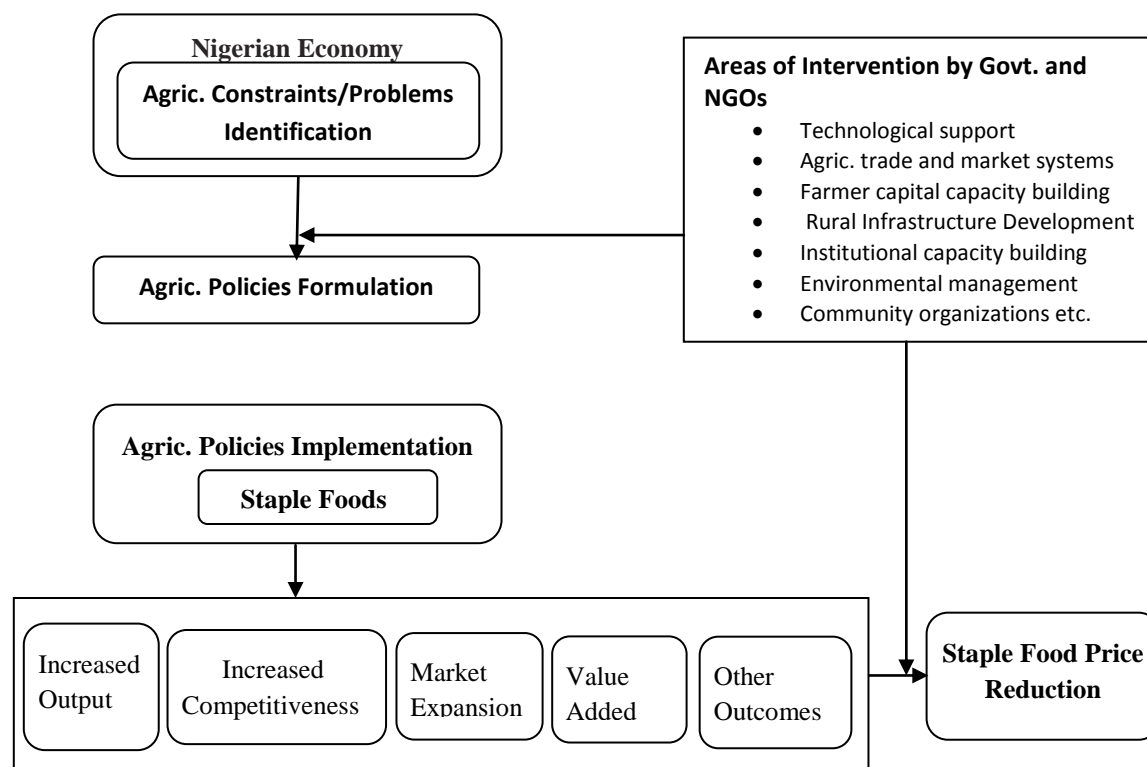 Nigerian Economy
Agric. Constraints/Problems
Identification
Areas of Intervention by Govt. and
NGOs
• Technological support
• Agric. trade and market systems
• Farmer capital capacity building
• Rural Infrastructure Development
• Institutional capacity building
• Environmental management
• Community organizations etc.
Agric. Policies Formulation
Agric. Policies Implementation
Staple Foods
Increased
Output
Increased
Competitiveness
Market
Expansion
Value
Added
Other
Outcomes
Staple Food Price
Reduction